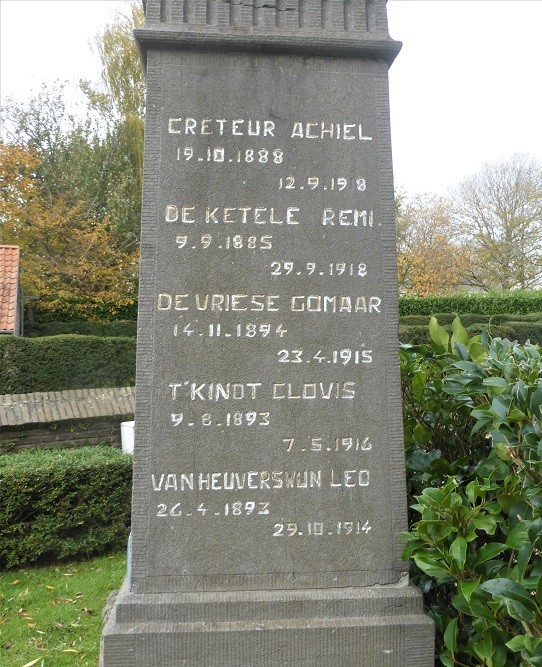 CRETEUR ACHIEL
19.10.1888
12.9.1918
DE KETELE REMI.
9.9.1885
29.9.1918
DE VRIESE GOMAAR
14.11.1894
23.4.1915
T'KINDT CLOVIS
9.8.1893
7.5.1916
VAN HEUVERSWIJN LEO
26.4.1893
29.10.1914